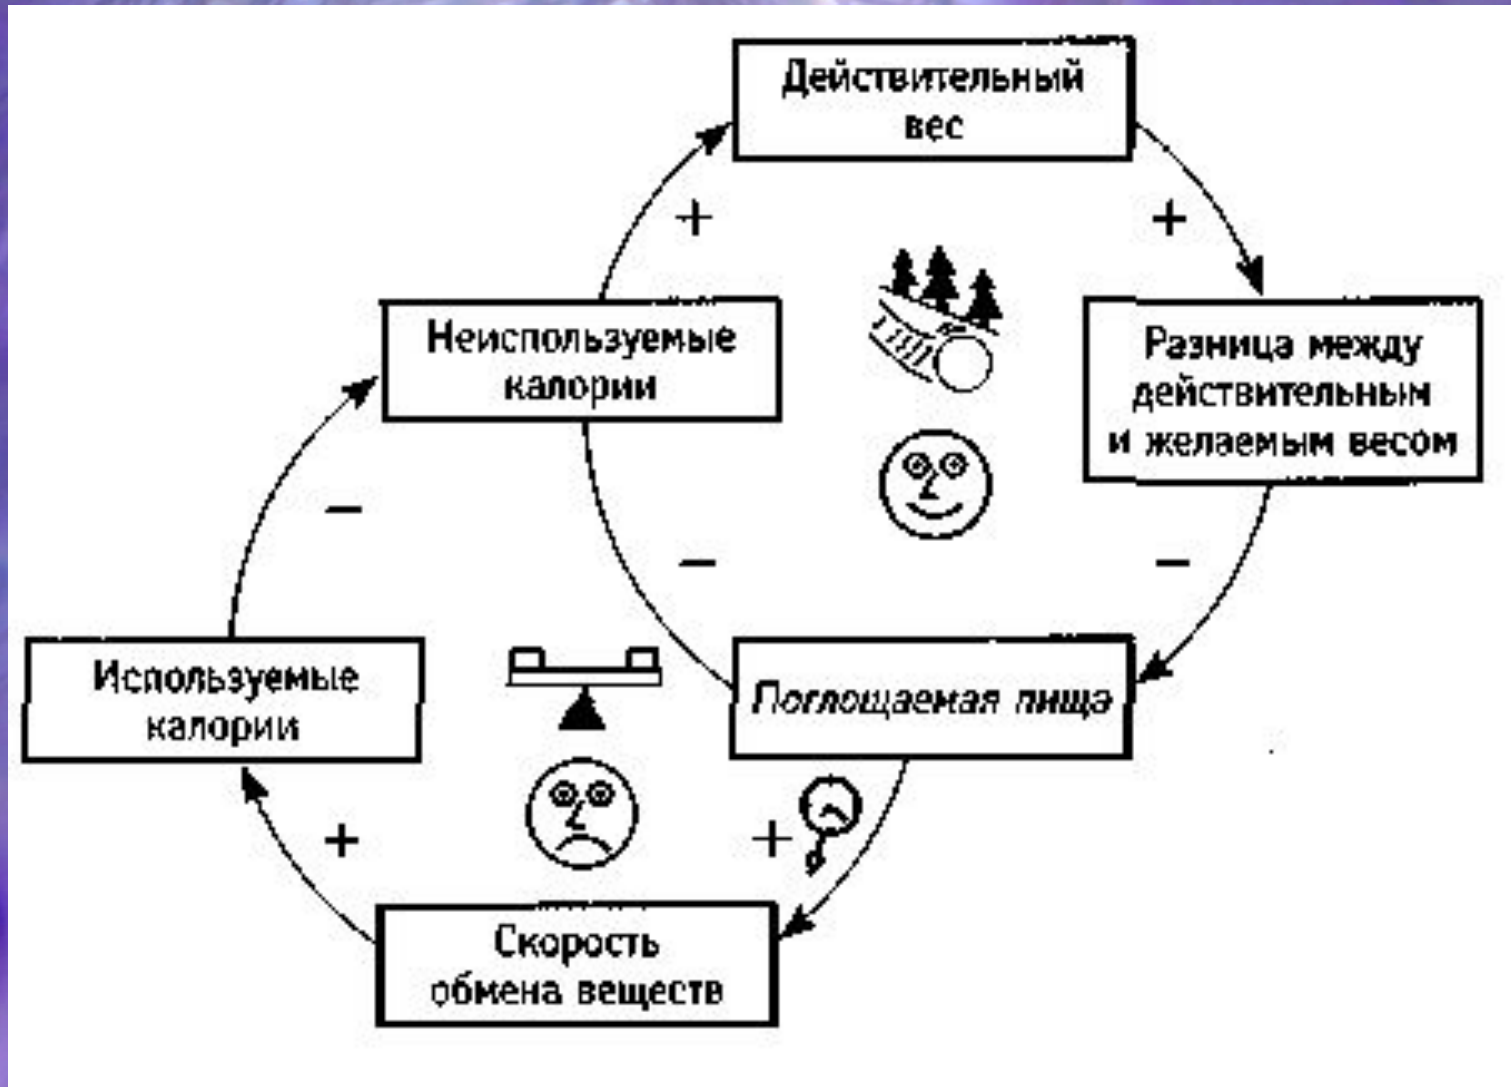 Действительный
вес
+
+
Неиспользуемые
калории
Разница между
действительным
и желаемым весом
−
−
−
Используемые
калории
Поглощаемая пища
+
+
Скорость
обмена веществ